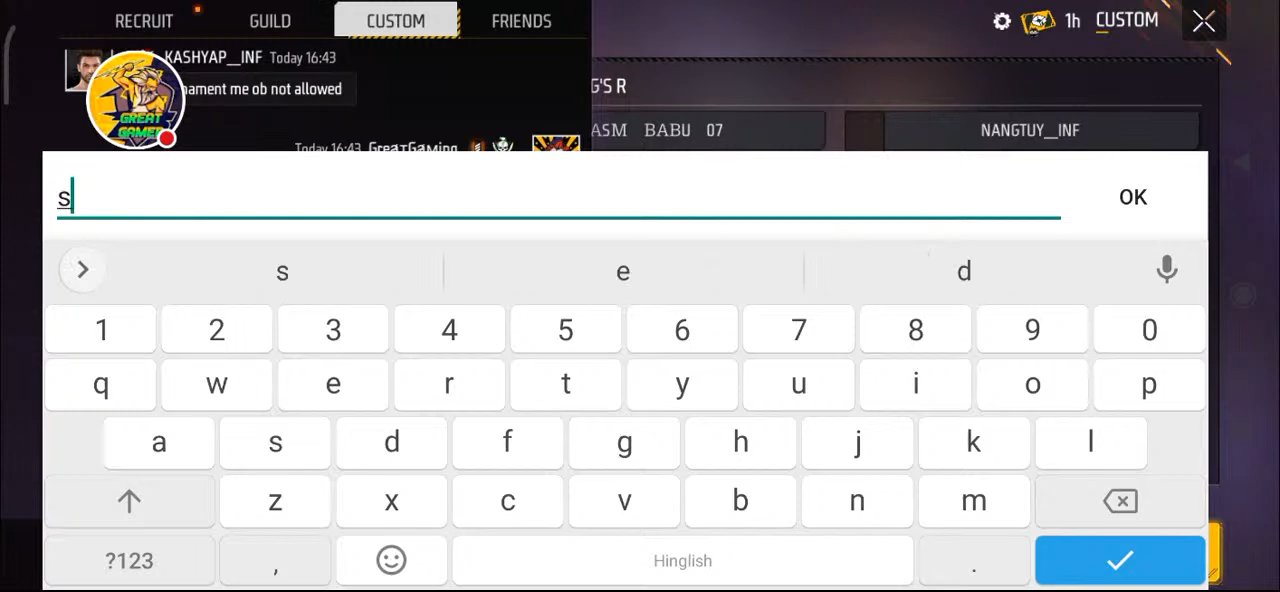 RECRUIT GUILD CUSTOM FRIENDS 1h CUSTOM
KASHYAP__INF Today 16:43
nament me ob not allowed
G'S R
GREAT
GAMER
ASM BABU 07 NANGTUY__INF
Today 16:43 GreatGaming
s OK
s e d
1 2 3 4 5 6 7 8 9 0
q w e r t y u i o p
a s d f g h j k l
z x c v b n m
?123 , Hinglish .